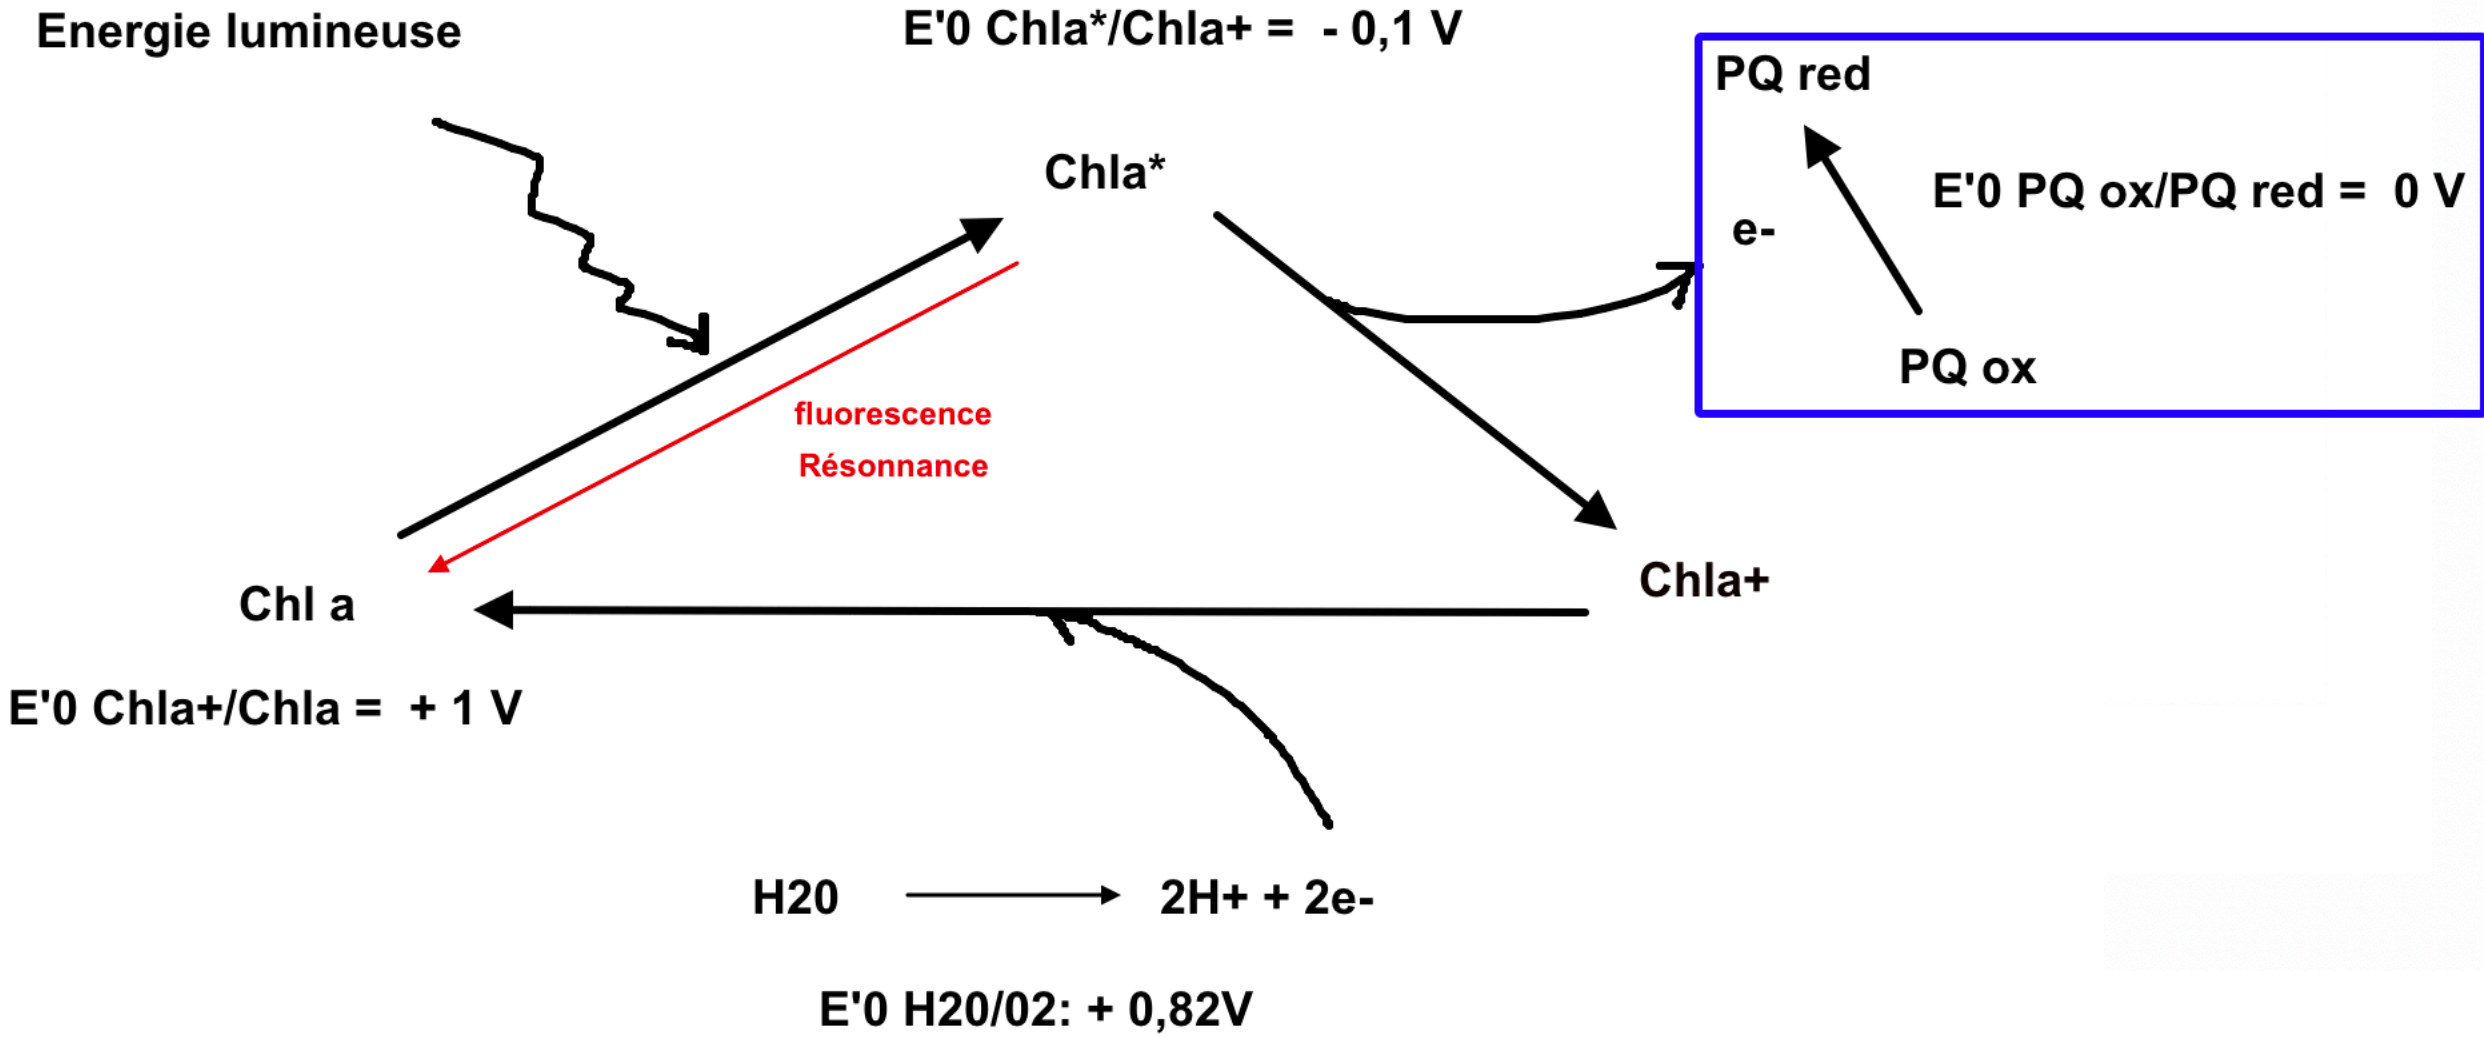 Energie lumineuse
E'0 Chla*/Chla+ = - 0,1 V
PQ red
Chla*
E'0 PQ ox/PQ red = 0 V
e-
PQ ox
fluorescence
Résonnance
Chla+
Chl a
E'0 Chla+/Chla = + 1 V
H20
2H+ + 2e-
E'0 H20/02: + 0,82V